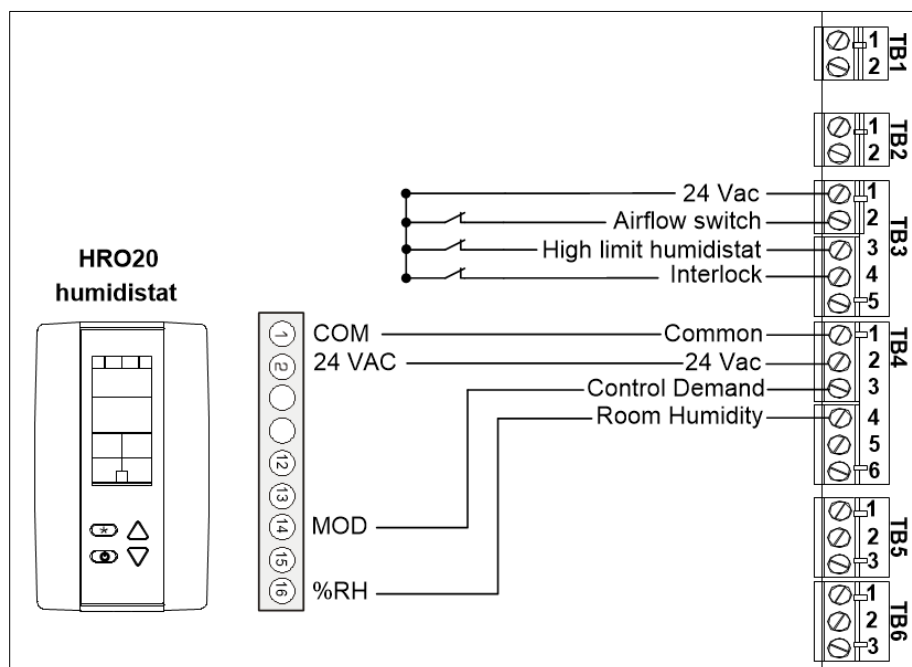 1
2
TB1
1
2
TB2
24 Vac
1
Airflow switch
2
High limit humidistat
3
Interlock
4
5
TB3
HRO20
humidistat
1
COM
Common
1
2
24 VAC
24 Vac
2
Control Demand
3
Room Humidity
4
5
6
TB4
12
13
14
MOD
15
16
%RH
1
2
3
TB5
1
2
3
TB6